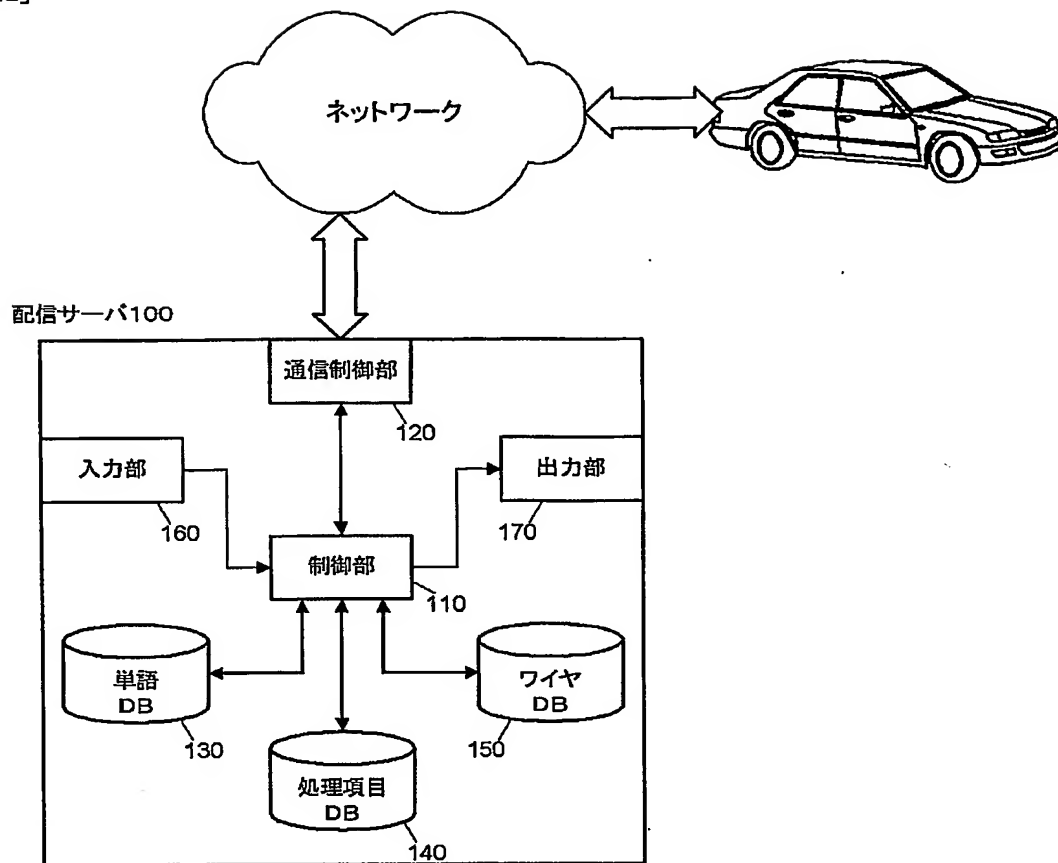 ネットワーク
配信サーバ100
通信制御部
120
入力部
160
出力部
170
制御部
110
単語
DB
130
ワイヤ
DB
150
処理項目
DB
140